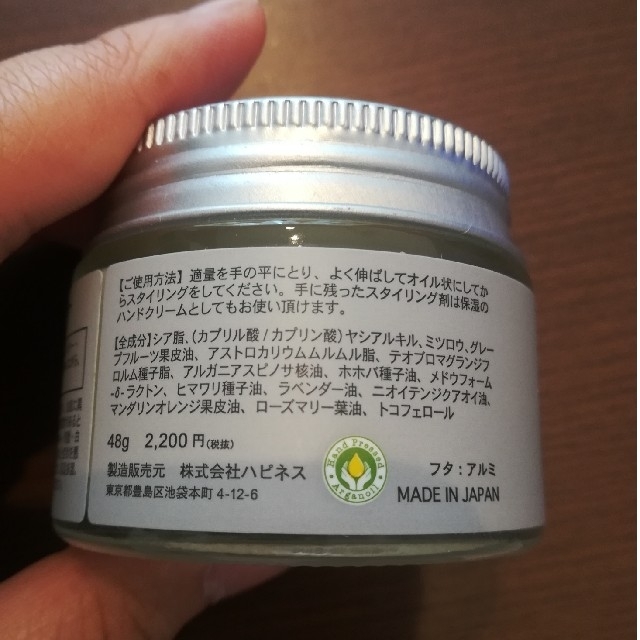 【ご使用方法】適量を手の平にとり、よく伸ばしてオイル状にしてか
らスタイリングをしてください。手に残ったスタイリング剤は保湿の
ハンドクリームとしてもお使い頂けます。
【全成分】シア脂、(カプリル酸/カプリン酸)ヤシアルキル、ミツロウ、グレー
プフルーツ果皮油、アストロカリウムムルムル脂、テオブロマグランジフ
ロルム種子脂、アルガニアスピノサ核油、ホホバ種子油、メドウフォーム
-δ-ラクトン、ヒマワリ種子油、ラベンダー油、ニオイテンジクアオイ油、
マンダリンオレンジ果皮油、ローズマリー葉油、トコフェロール
48g 2,200円(税抜)
製造販売元 株式会社ハピネス
東京都豊島区池袋本町4-12-6
Hand Pressed
Arganoil
フタ:アルミ
MADE IN JAPAN